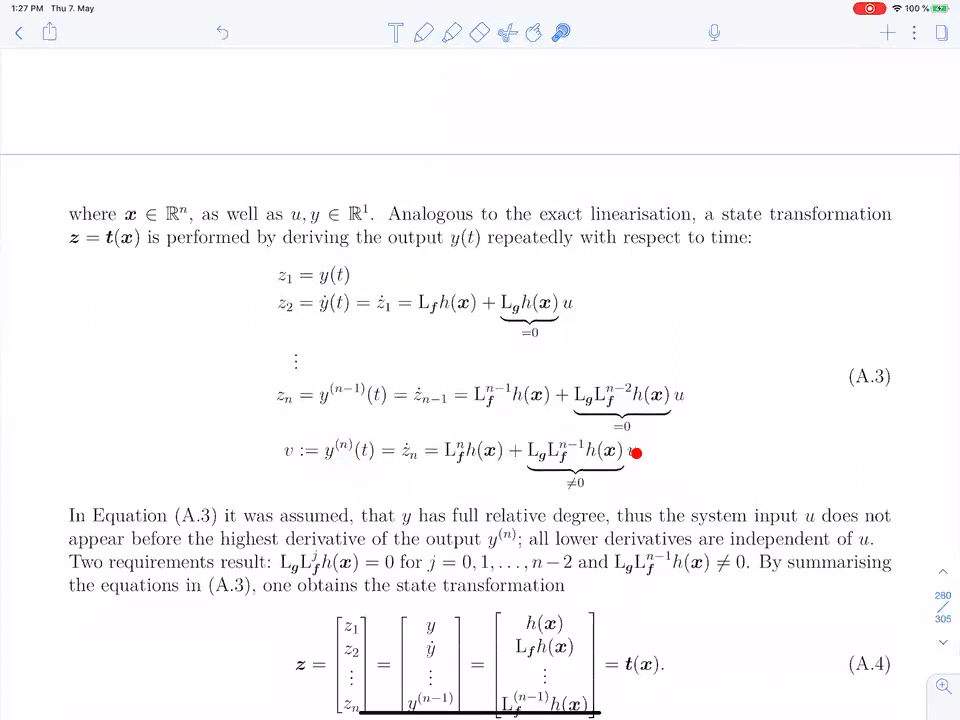 1:27 PM Thu 7. May
100 %
where x ∈ ℝⁿ, as well as u, y ∈ ℝ¹. Analogous to the exact linearisation, a state transformation
z = t(x) is performed by deriving the output y(t) repeatedly with respect to time:
z₁ = y(t)
z₂ = ẏ(t) = ż₁ = L_f h(x) + L_g h(x) u
=0
⋮
z_n = y^(n−1)(t) = ż_{n−1} = L_f^{n−1} h(x) + L_g L_f^{n−2} h(x) u
=0
(A.3)
v := y^(n)(t) = ż_n = L_f^n h(x) + L_g L_f^{n−1} h(x)
≠0
In Equation (A.3) it was assumed, that y has full relative degree, thus the system input u does not
appear before the highest derivative of the output y^(n); all lower derivatives are independent of u.
Two requirements result: L_g L_f^j h(x) = 0 for j = 0, 1, . . . , n − 2 and L_g L_f^{n−1} h(x) ≠ 0. By summarising
the equations in (A.3), one obtains the state transformation
z = [z₁ z₂ ⋮ z_n] = [y ẏ ⋮ y^(n−1)] = [h(x) L_f h(x) ⋮ L_f^(n−1) h(x)] = t(x). (A.4)
280
305